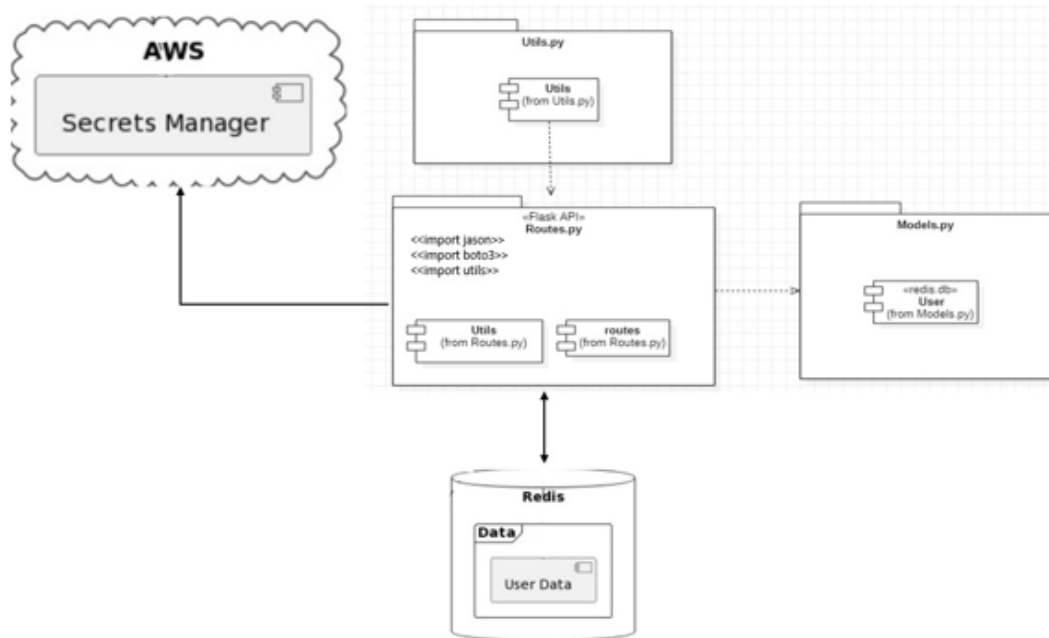 AWS
Secrets Manager
Utils.py
Utils
(from Utils.py)
«Flask API»
Routes.py
<<import jason>>
<<import boto3>>
<<import utils>>
Utils
(from Routes.py)
routes
(from Routes.py)
Models.py
«redis.db»
User
(from Models.py)
Redis
Data
User Data